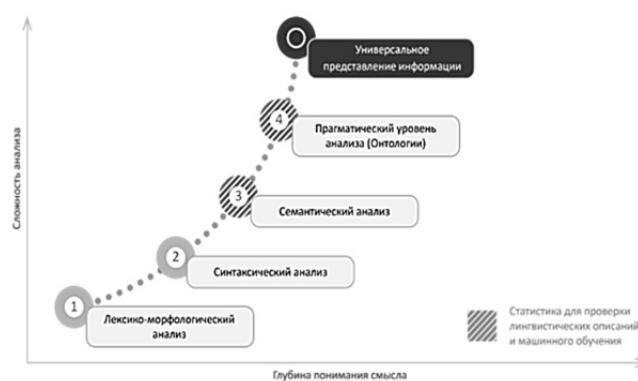 Универсальное
представление информации
4
Прагматический уровень
анализа (Онтологии)
3
Семантический анализ
2
Синтаксический анализ
1
Лексико-морфологический
анализ
Сложность анализа
Статистика для проверки
лингвистических описаний
и машинного обучения
Глубина понимания смысла